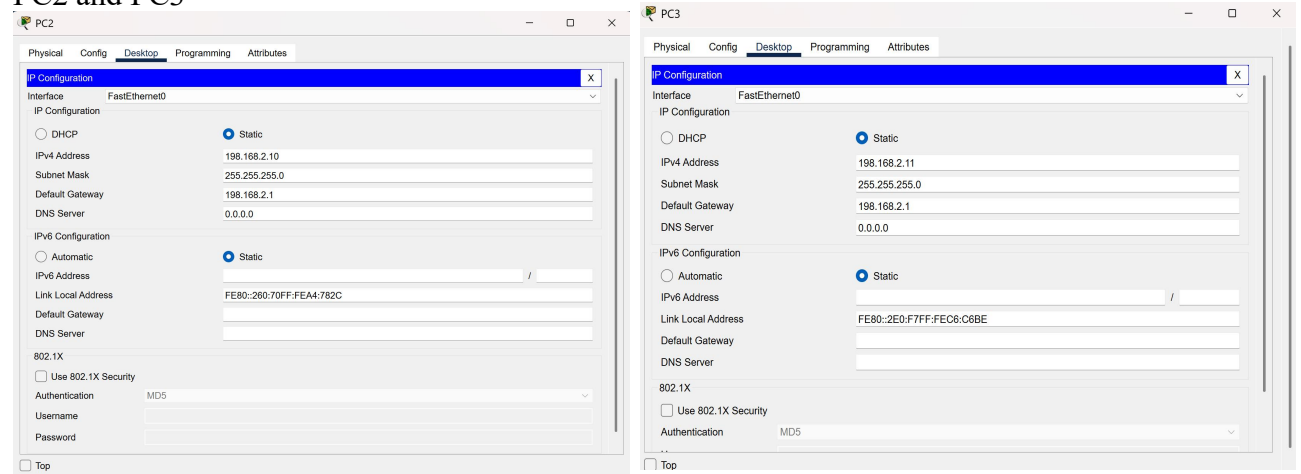 PC2 and PC3
PC2
Physical Config Desktop Programming Attributes
IP Configuration X
Interface FastEthernet0
IP Configuration
DHCP Static
IPv4 Address 198.168.2.10
Subnet Mask 255.255.255.0
Default Gateway 198.168.2.1
DNS Server 0.0.0.0
IPv6 Configuration
Automatic Static
IPv6 Address /
Link Local Address FE80::260:70FF:FEA4:782C
Default Gateway
DNS Server
802.1X
Use 802.1X Security
Authentication MD5
Username
Password
Top
PC3
Physical Config Desktop Programming Attributes
IP Configuration X
Interface FastEthernet0
IP Configuration
DHCP Static
IPv4 Address 198.168.2.11
Subnet Mask 255.255.255.0
Default Gateway 198.168.2.1
DNS Server 0.0.0.0
IPv6 Configuration
Automatic Static
IPv6 Address /
Link Local Address FE80::2E0:F7FF:FEC6:C6BE
Default Gateway
DNS Server
802.1X
Use 802.1X Security
Authentication MD5
Top